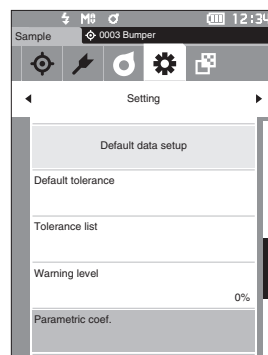 M 12:34
Sample 0003 Bumper
Setting
Default data setup
Default tolerance
Tolerance list
Warning level
0%
Parametric coef.